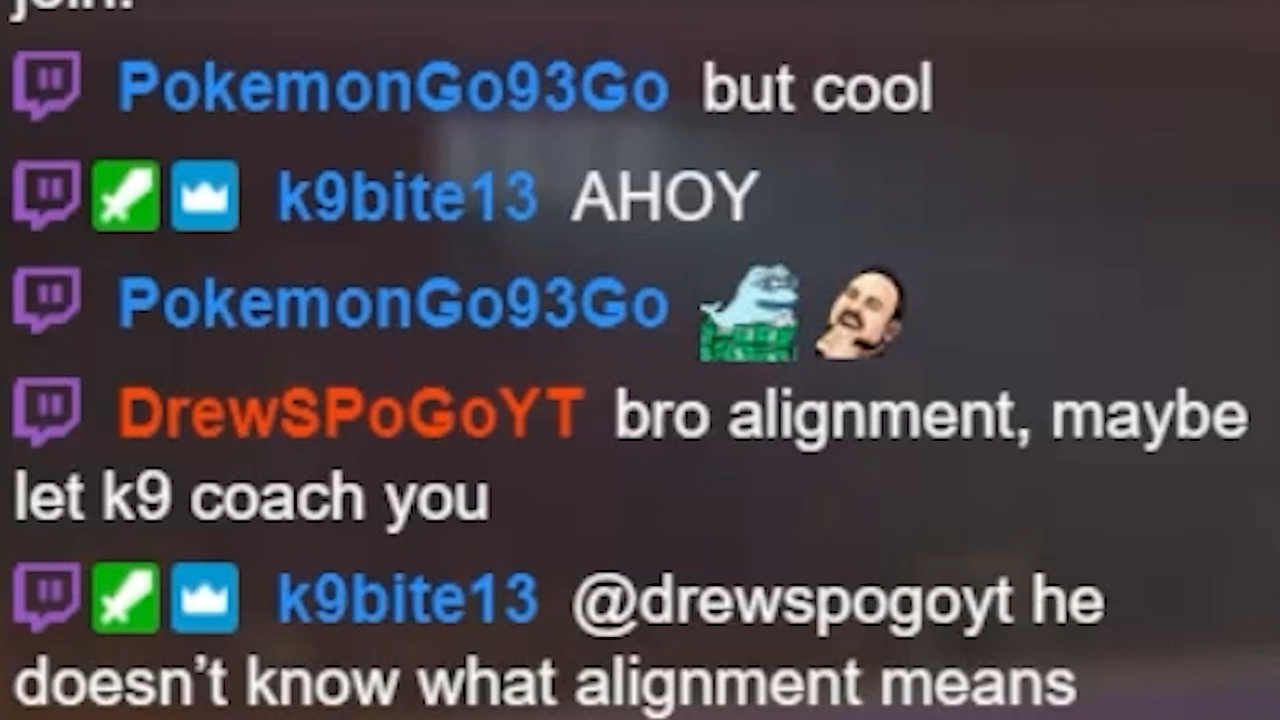 join!
PokemonGo93Go but cool
k9bite13 AHOY
PokemonGo93Go
DrewSPoGoYT bro alignment, maybe
let k9 coach you
k9bite13 @drewspogoyt he
doesn't know what alignment means